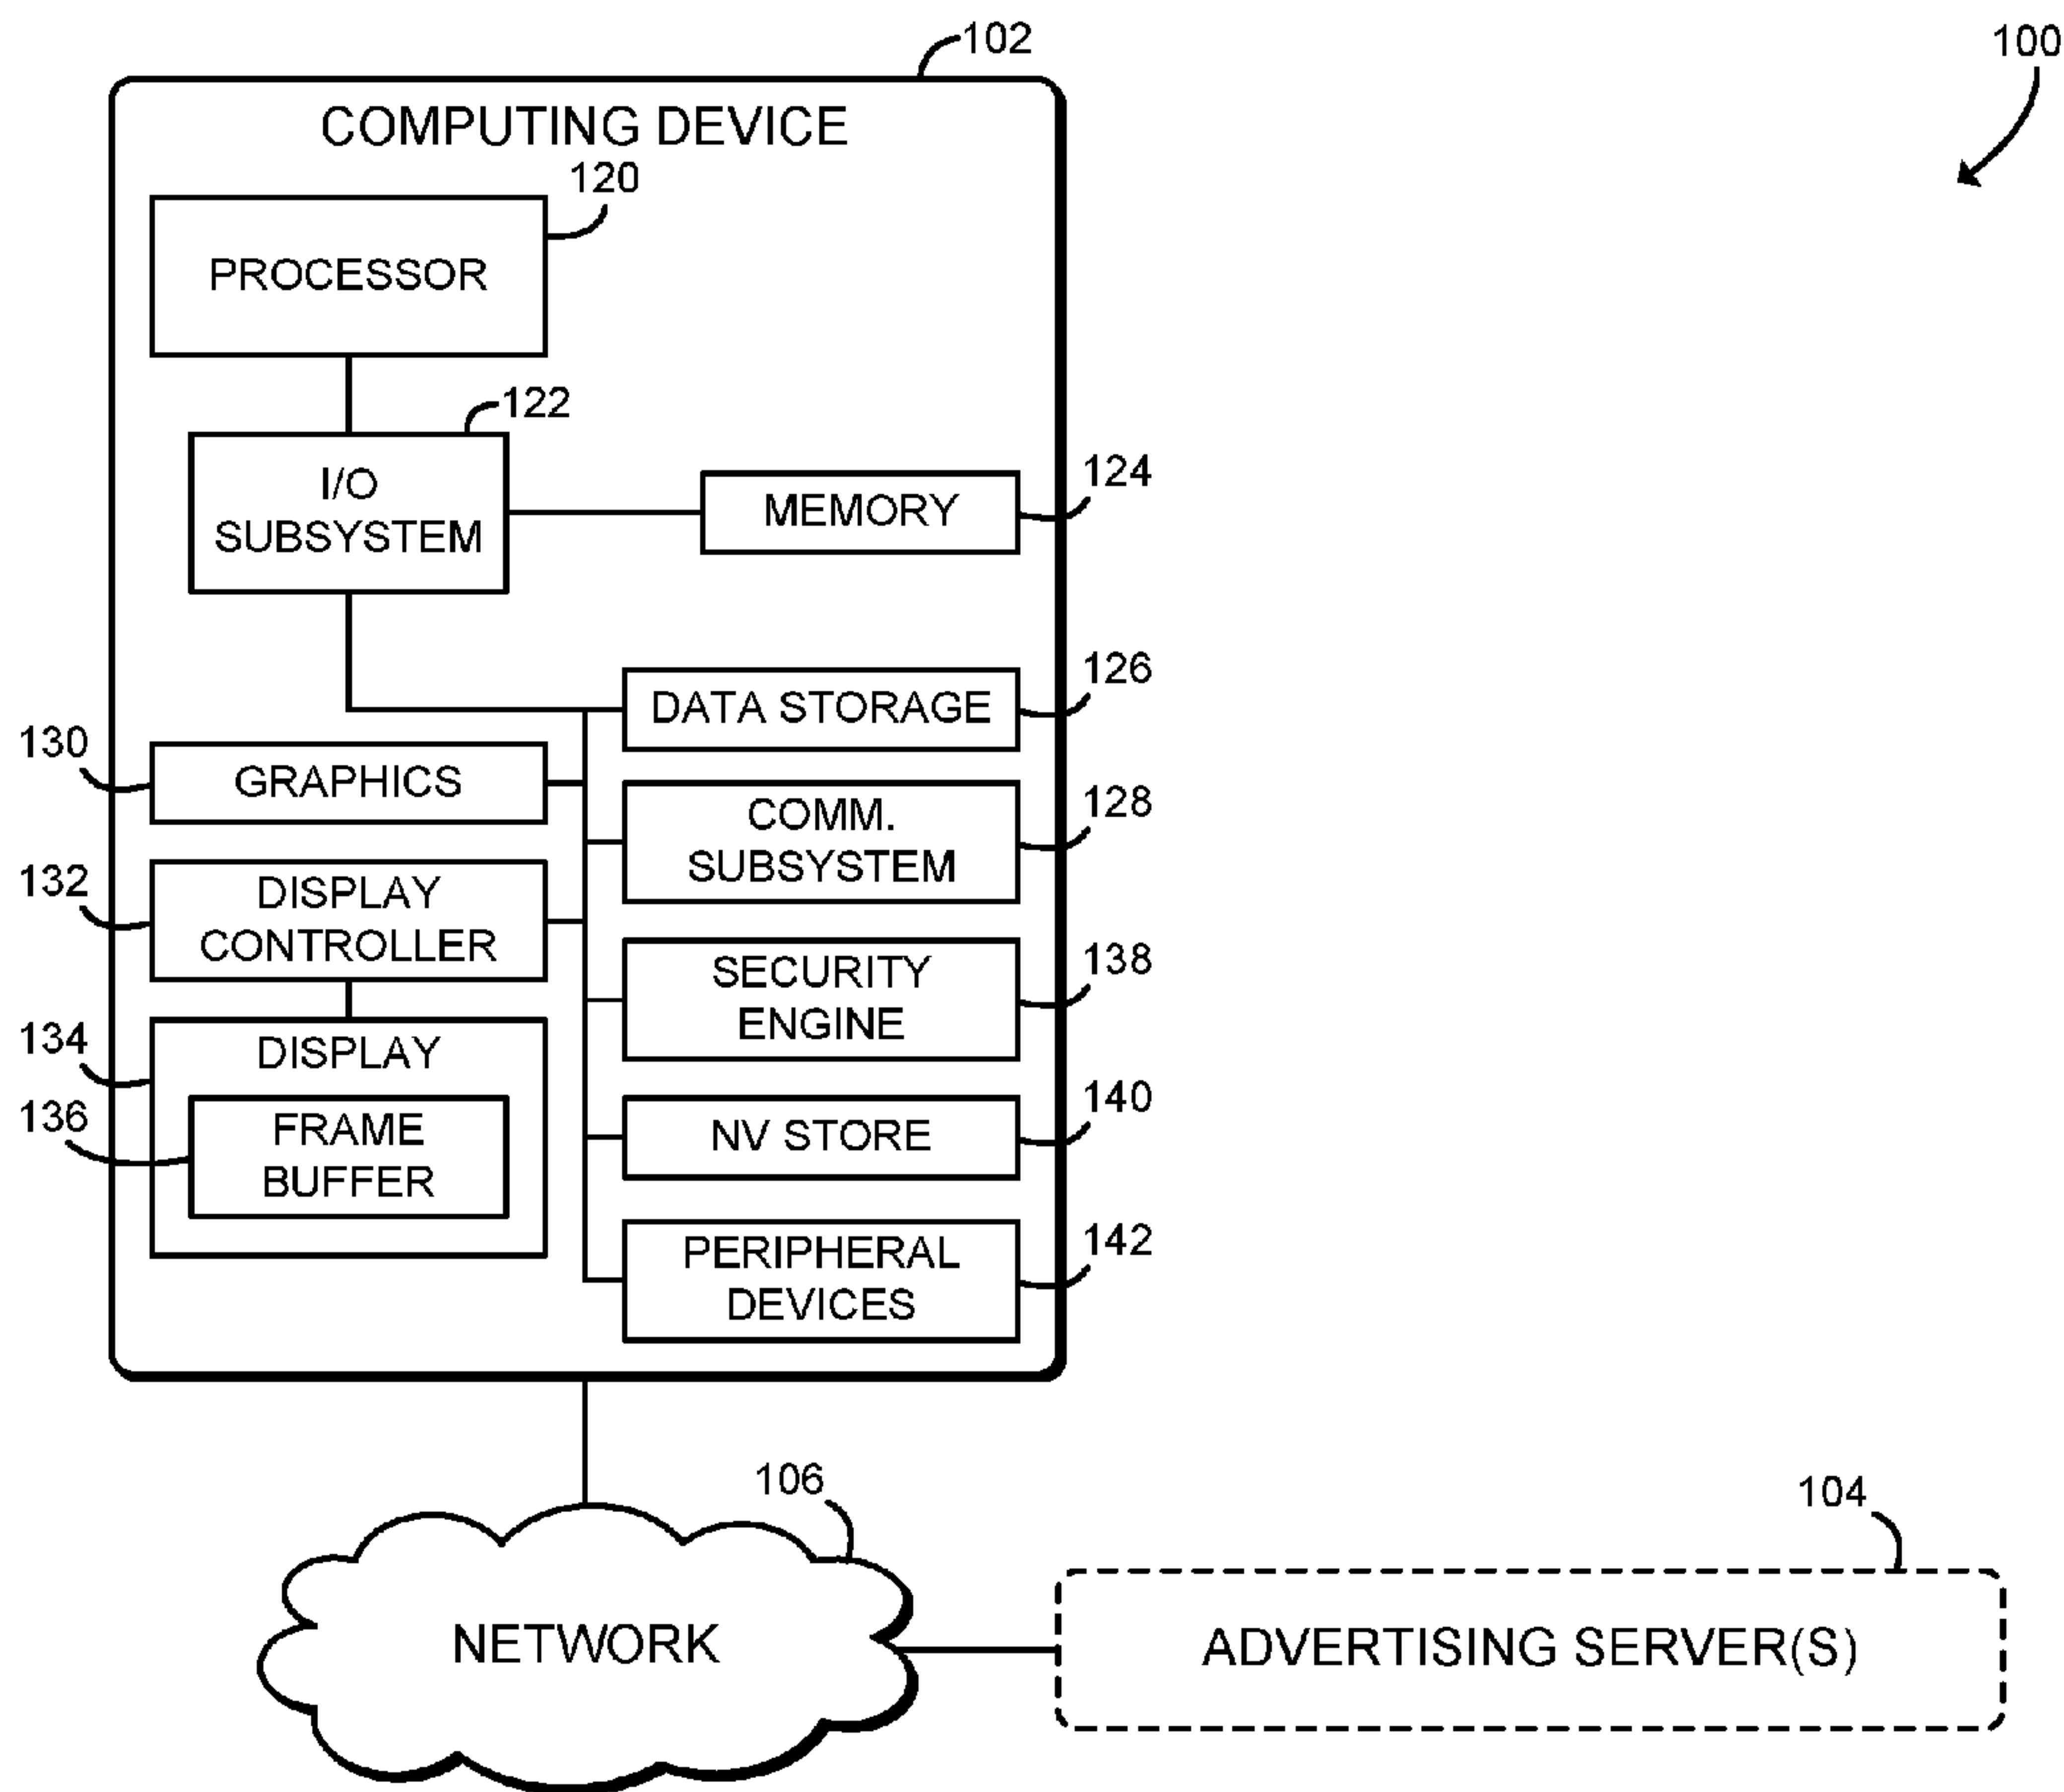 102
100
COMPUTING DEVICE
120
PROCESSOR
122
I/O
SUBSYSTEM
124
MEMORY
126
DATA STORAGE
130
GRAPHICS
128
COMM.
SUBSYSTEM
132
DISPLAY
CONTROLLER
138
SECURITY
ENGINE
134
DISPLAY
136
FRAME
BUFFER
140
NV STORE
142
PERIPHERAL
DEVICES
106
NETWORK
104
ADVERTISING SERVER(S)